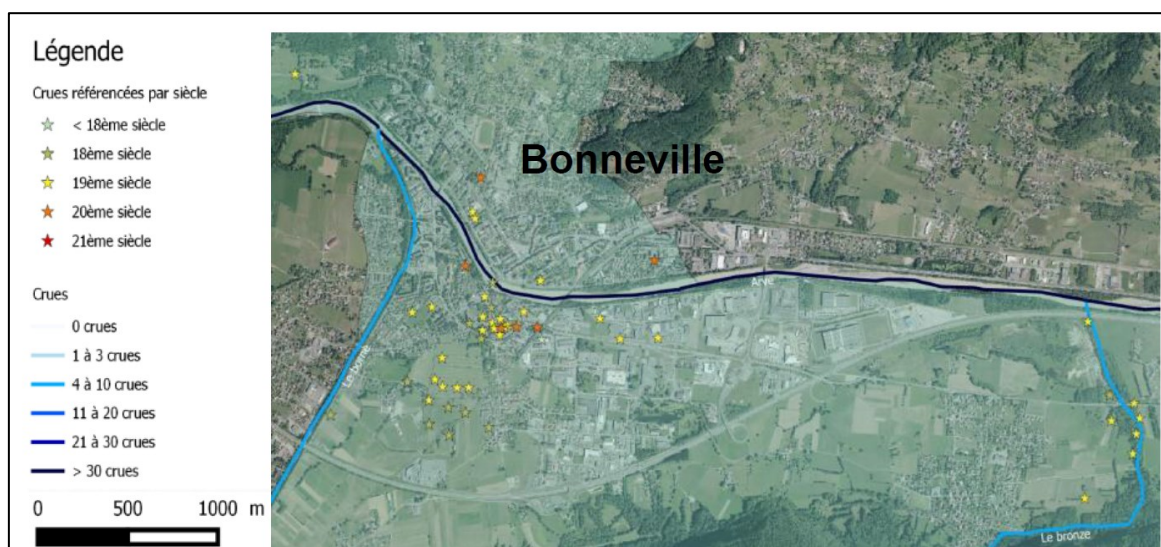 Légende
Crues référencées par siècle
< 18ème siècle
18ème siècle
19ème siècle
20ème siècle
21ème siècle
Crues
0 crues
1 à 3 crues
4 à 10 crues
11 à 20 crues
21 à 30 crues
> 30 crues
0 500 1000 m
Bonneville
Arve
Le borne
Le bronze